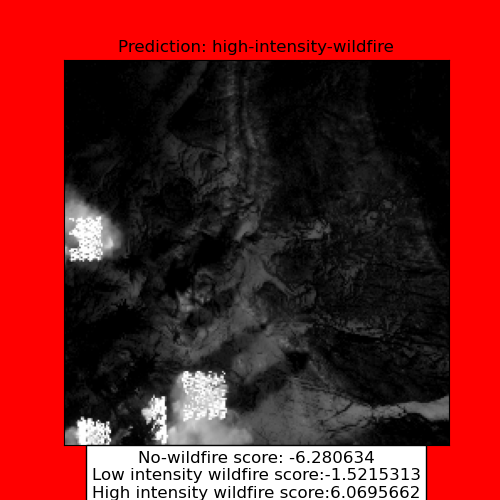 Prediction: high-intensity-wildfire
No-wildfire score: -6.280634
Low intensity wildfire score:-1.5215313
High intensity wildfire score:6.0695662